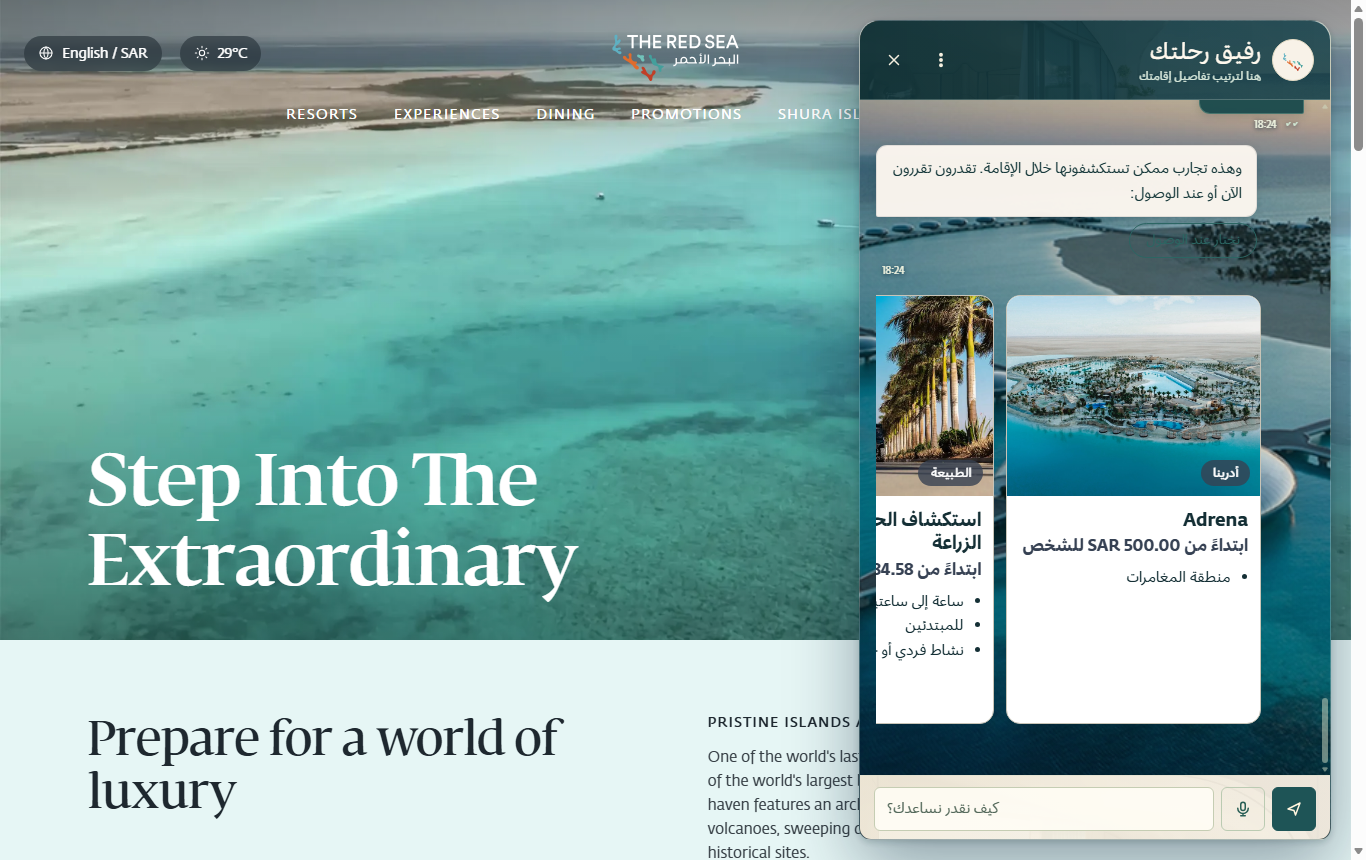 English / SAR
29°C
THE RED SEA
البحر الأحمر
RESORTS
EXPERIENCES
DINING
PROMOTIONS
SHURA ISL
Step Into The
Extraordinary
Prepare for a world of
luxury
PRISTINE ISLANDS
One of the world's las
of the world's largest
haven features an arc
volcanoes, sweeping
historical sites.
رفيق رحلتك
هنا لترتيب تفاصيل إقامتك
18:24
وهذه تجارب ممكن تستكشفونها خلال الإقامة. تقدرون تقررون
الآن أو عند الوصول:
18:24
أدرينا
Adrena
ابتداءً من SAR 500.00 للشخص
منطقة المغامرات
الطبيعة
استكشاف الح
الزراعة
ابتداءً من 84.58
ساعة إلى ساعتي
للمبتدئين
نشاط فردي أو
كيف نقدر نساعدك؟